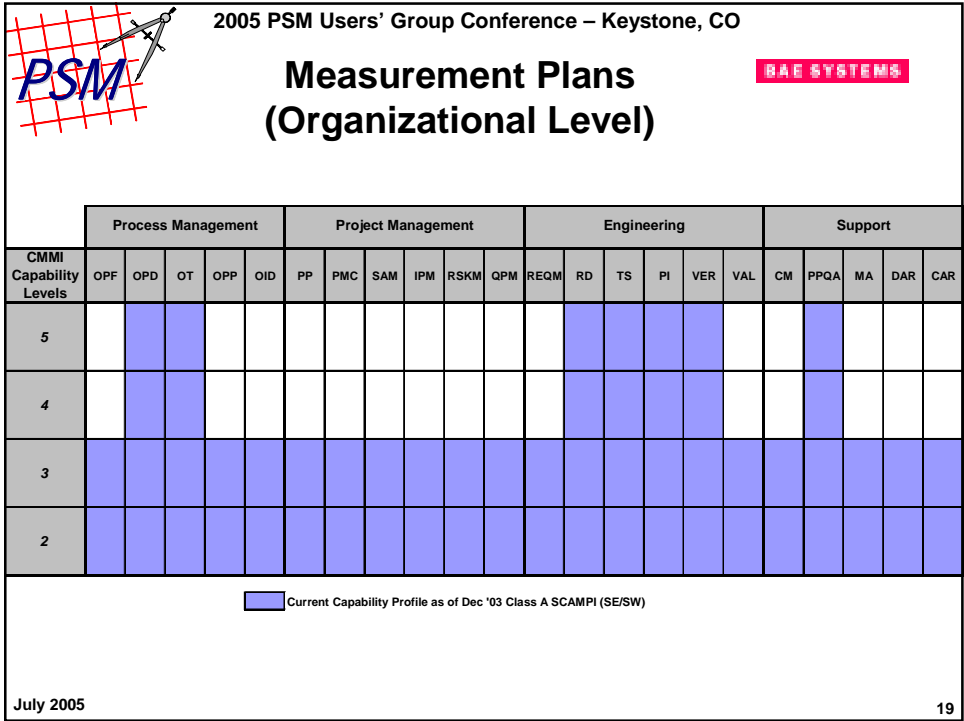 2005 PSM Users' Group Conference – Keystone, CO
PSM
Measurement Plans
(Organizational Level)
BAE SYSTEMS
Process Management Project Management Engineering Support
CMMI
Capability
Levels
OPF OPD OT OPP OID PP PMC SAM IPM RSKM QPM REQM RD TS PI VER VAL CM PPQA MA DAR CAR
5
4
3
2
Current Capability Profile as of Dec '03 Class A SCAMPI (SE/SW)
July 2005
19